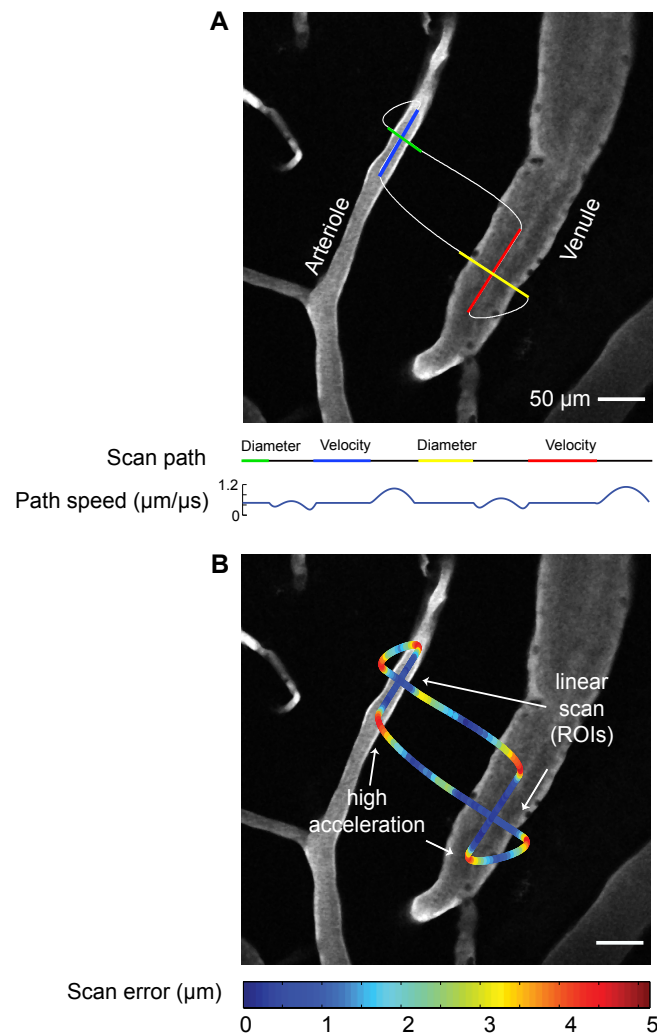 A
Arteriole
Venule
50 µm
Diameter Velocity Diameter Velocity
Scan path
Path speed (µm/µs)
1.2
0
B
linear
scan
(ROIs)
high
acceleration
Scan error (µm)
0 1 2 3 4 5